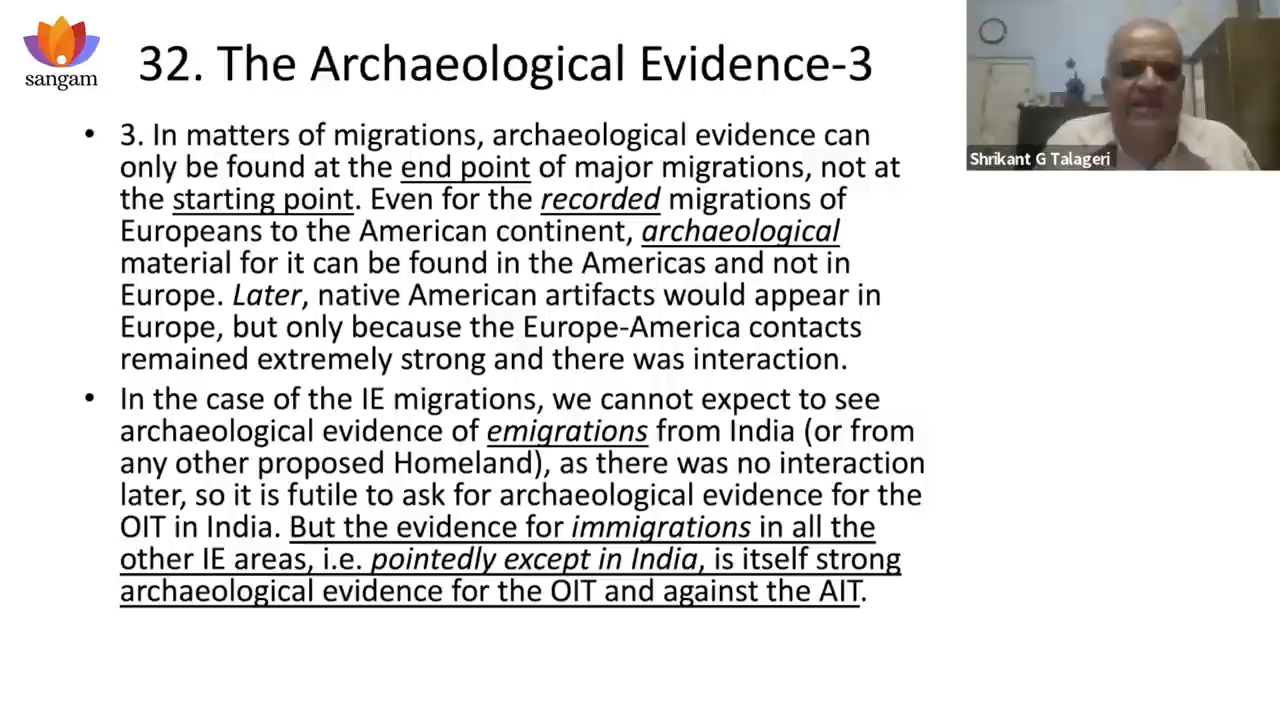 sangam
32. The Archaeological Evidence-3
• 3. In matters of migrations, archaeological evidence can
only be found at the end point of major migrations, not at
the starting point. Even for the recorded migrations of
Europeans to the American continent, archaeological
material for it can be found in the Americas and not in
Europe. Later, native American artifacts would appear in
Europe, but only because the Europe-America contacts
remained extremely strong and there was interaction.
• In the case of the IE migrations, we cannot expect to see
archaeological evidence of emigrations from India (or from
any other proposed Homeland), as there was no interaction
later, so it is futile to ask for archaeological evidence for the
OIT in India. But the evidence for immigrations in all the
other IE areas, i.e. pointedly except in India, is itself strong
archaeological evidence for the OIT and against the AIT.
Shrikant G Talageri